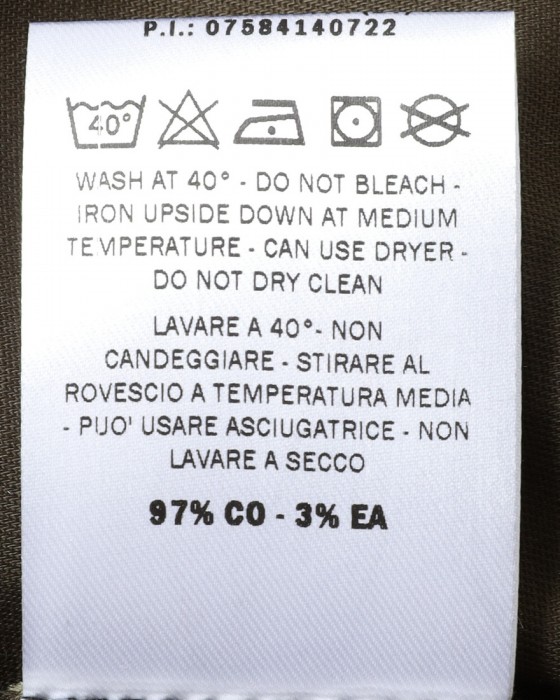 P.I.: 07584140722
40°
WASH AT 40° - DO NOT BLEACH -
IRON UPSIDE DOWN AT MEDIUM
TEMPERATURE - CAN USE DRYER -
DO NOT DRY CLEAN
LAVARE A 40°- NON
CANDEGGIARE - STIRARE AL
ROVESCIO A TEMPERATURA MEDIA
- PUO' USARE ASCIUGATRICE - NON
LAVARE A SECCO
97% CO - 3% EA